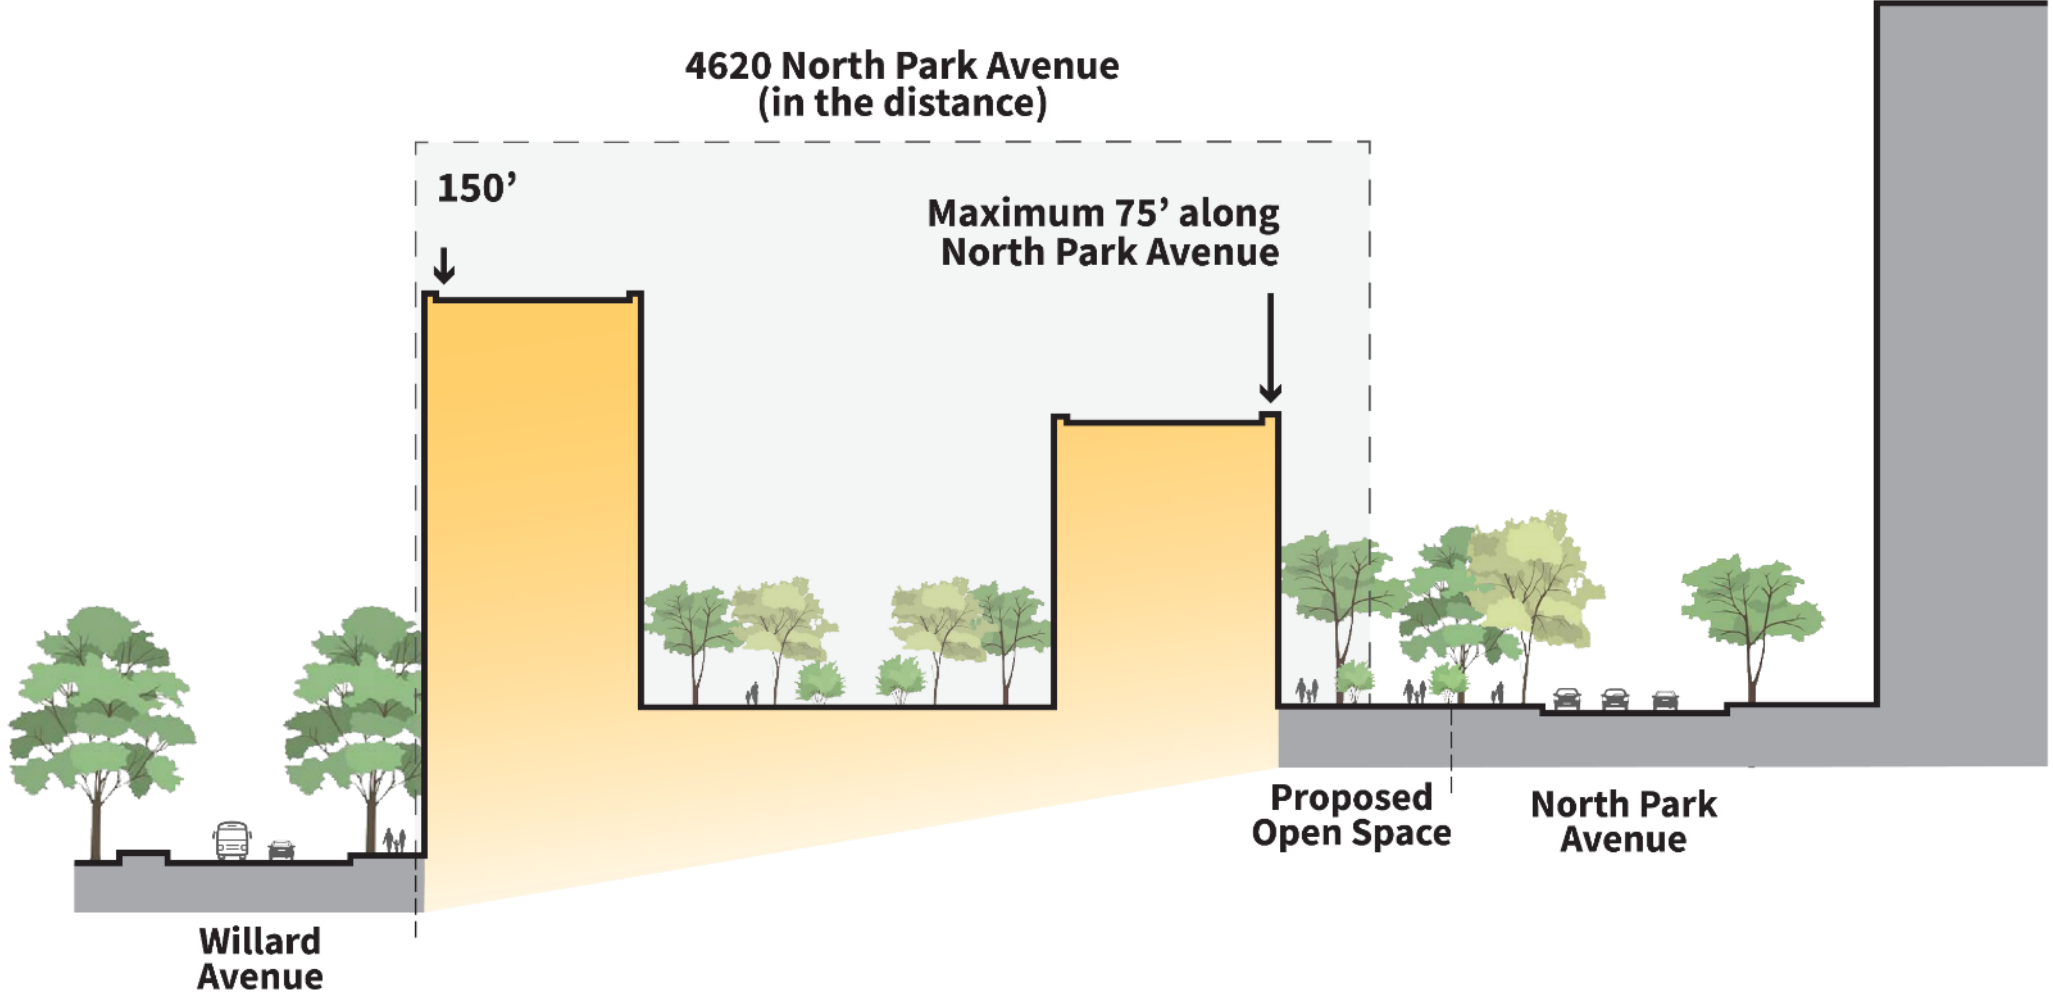 4620 North Park Avenue
(in the distance)
150’
Maximum 75’ along
North Park Avenue
Proposed
Open Space
North Park
Avenue
Willard
Avenue